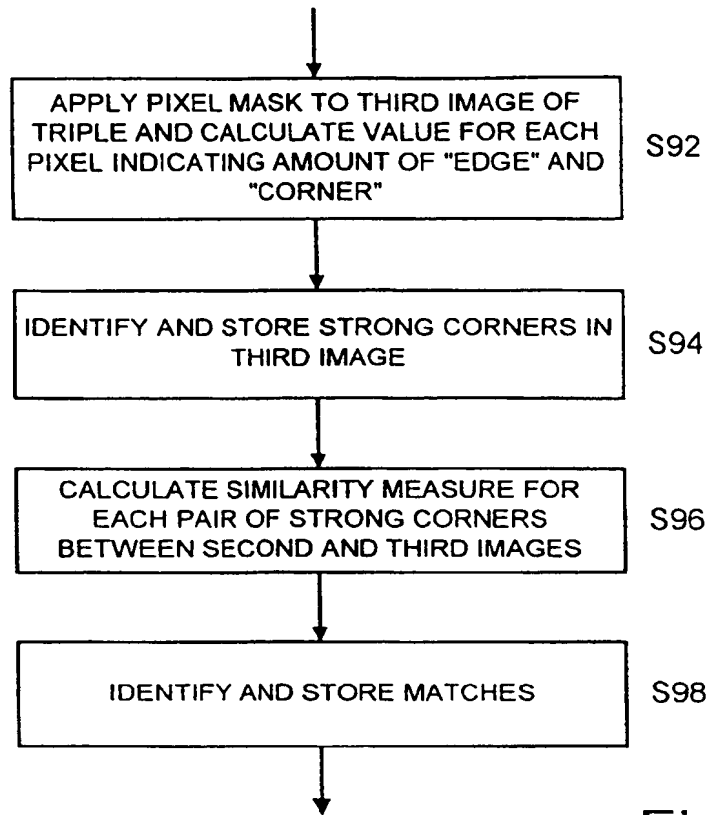 APPLY PIXEL MASK TO THIRD IMAGE OF
TRIPLE AND CALCULATE VALUE FOR EACH
PIXEL INDICATING AMOUNT OF "EDGE" AND
"CORNER"
S92
IDENTIFY AND STORE STRONG CORNERS IN
THIRD IMAGE
S94
CALCULATE SIMILARITY MEASURE FOR
EACH PAIR OF STRONG CORNERS
BETWEEN SECOND AND THIRD IMAGES
S96
IDENTIFY AND STORE MATCHES
S98